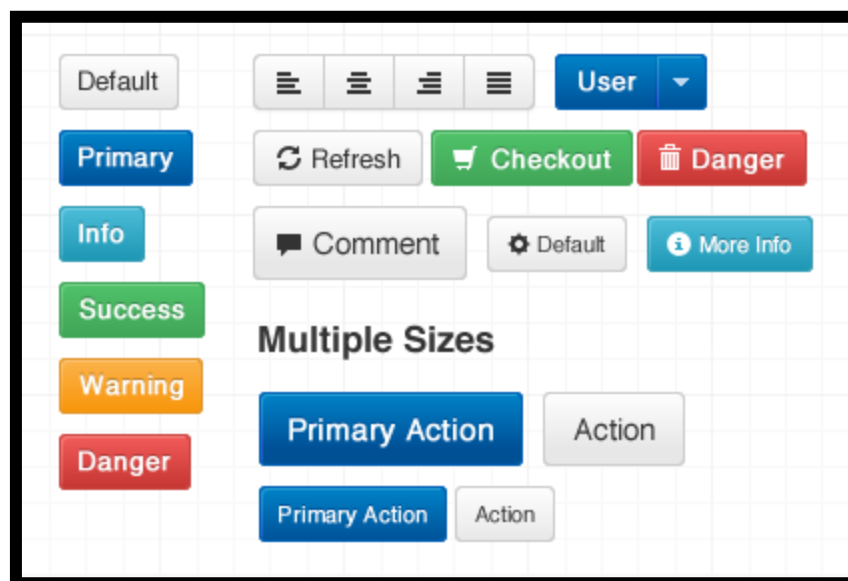 Default
User
Primary
Refresh
Checkout
Danger
Info
Comment
Default
More Info
Success
Multiple Sizes
Warning
Primary Action
Action
Danger
Primary Action
Action